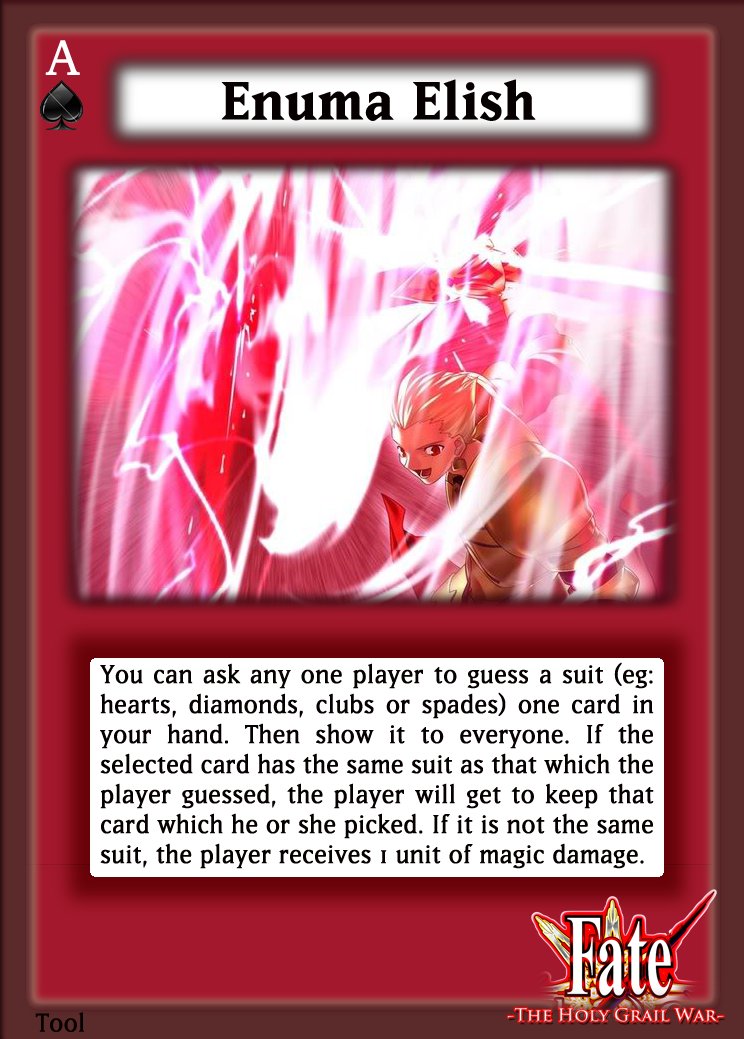 A
Enuma Elish
You can ask any one player to guess a suit (eg:
hearts, diamonds, clubs or spades) one card in
your hand. Then show it to everyone. If the
selected card has the same suit as that which the
player guessed, the player will get to keep that
card which he or she picked. If it is not the same
suit, the player receives 1 unit of magic damage.
Fate
-The Holy Grail War-
Tool